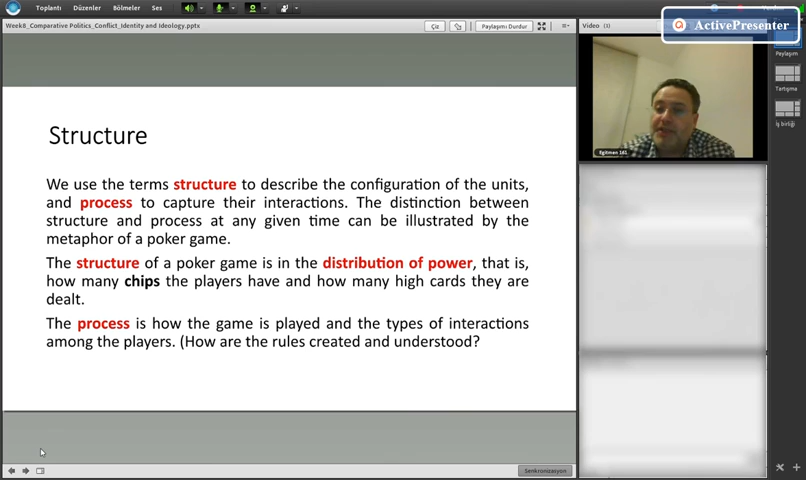 Toplantı Düzenler Bölmeler Ses
Week8_Comparative Politics_Conflict_Identity and Ideology.pptx
Çiz
Paylaşımı Durdur
Video (3)
ActivePresenter
Paylaşım
Tartışma
İş birliği
Egitmen 161
Structure
We use the terms structure to describe the configuration of the units,
and process to capture their interactions. The distinction between
structure and process at any given time can be illustrated by the
metaphor of a poker game.
The structure of a poker game is in the distribution of power, that is,
how many chips the players have and how many high cards they are
dealt.
The process is how the game is played and the types of interactions
among the players. (How are the rules created and understood?
Senkronizasyon